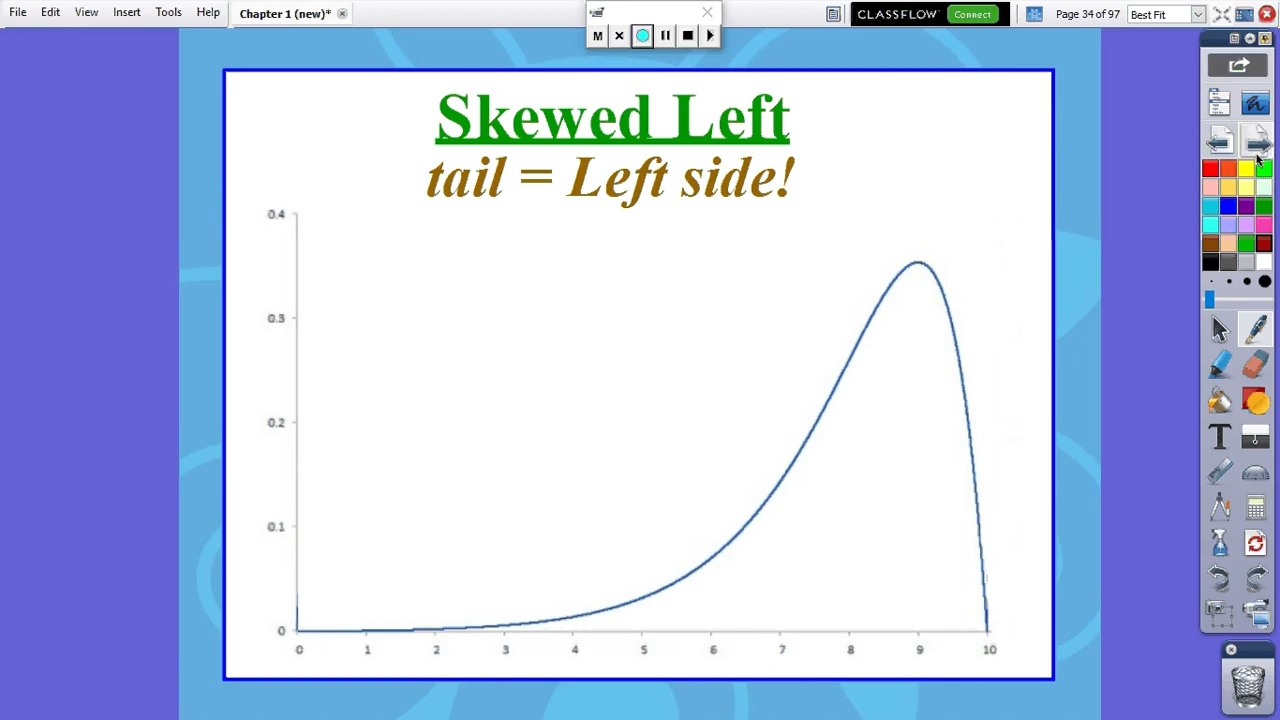 File Edit View Insert Tools Help Chapter 1 (new)* CLASSFLOW Connect Page 34 of 97 Best Fit
M
Skewed Left
tail = Left side!
0.4
0.3
0.2
0.1
0
0 1 2 3 4 5 6 7 8 9 10
T